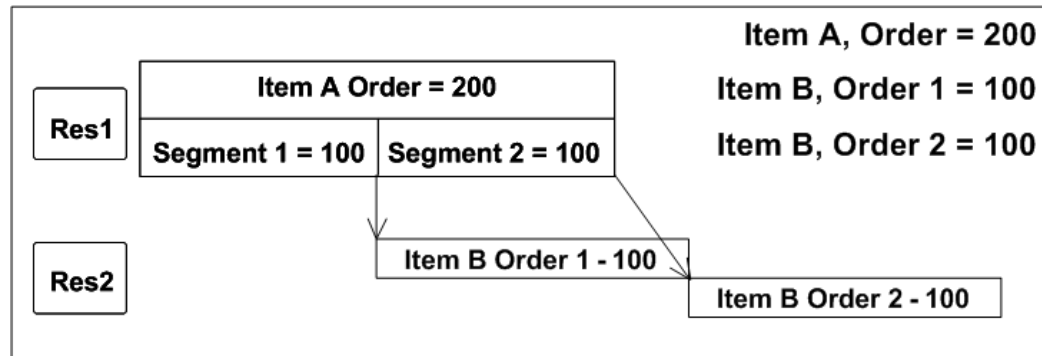 Item A, Order = 200
Item A Order = 200
Item B, Order 1 = 100
Res1
Segment 1 = 100
Segment 2 = 100
Item B, Order 2 = 100
Item B Order 1 - 100
Res2
Item B Order 2 - 100